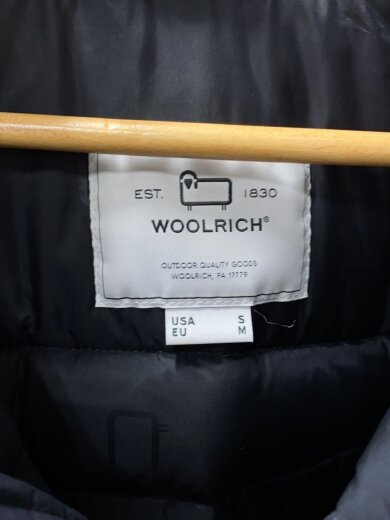 EST. 1830
WOOLRICH®
OUTDOOR QUALITY GOODS
WOOLRICH, PA 17779
USA S
EU M